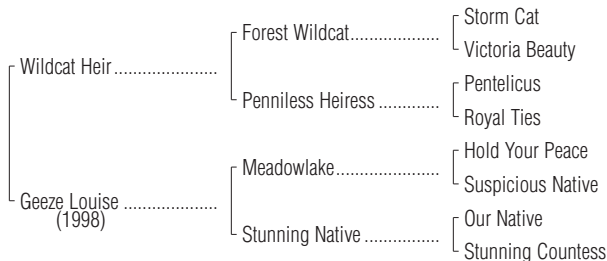 Storm Cat
Forest Wildcat
Victoria Beauty
Wildcat Heir
Pentelicus
Penniless Heiress
Royal Ties
Hold Your Peace
Meadowlake
Suspicious Native
Geeze Louise
(1998)
Our Native
Stunning Native
Stunning Countess